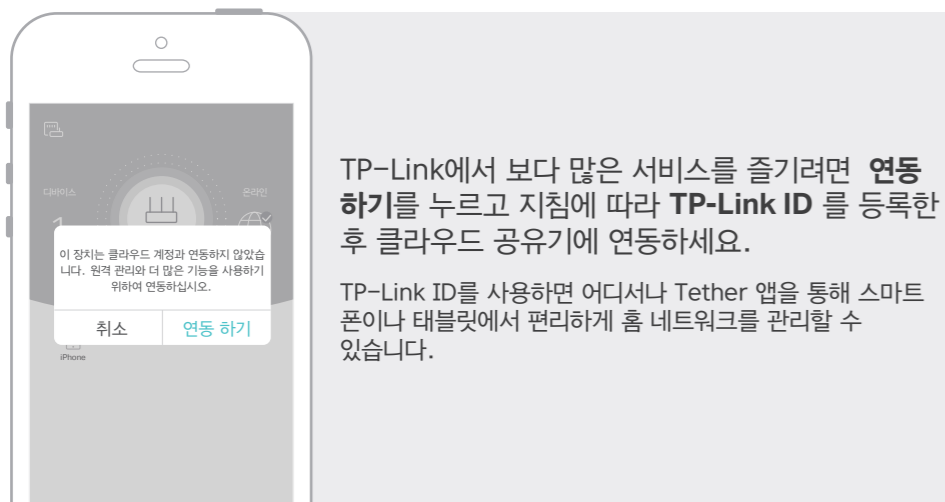 디바이스
온라인
1
이 장치는 클라우드 계정과 연동하지 않았습
니다. 원격 관리와 더 많은 기능을 사용하기
위하여 연동하십시오.
취소
연동 하기
iPhone
TP-Link에서 보다 많은 서비스를 즐기려면 연동
하기를 누르고 지침에 따라 TP-Link ID 를 등록한
후 클라우드 공유기에 연동하세요.
TP-Link ID를 사용하면 어디서나 Tether 앱을 통해 스마트
폰이나 태블릿에서 편리하게 홈 네트워크를 관리할 수
있습니다.